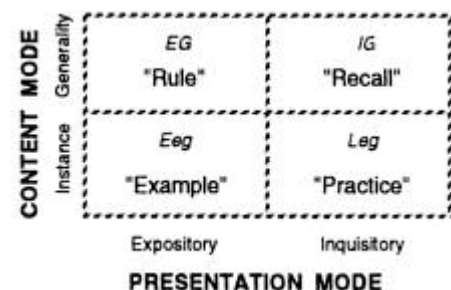 CONTENT MODE
Generality
Instance
EG
IG
"Rule"
"Recall"
Eeg
Leg
"Example"
"Practice"
Expository
Inquisitory
PRESENTATION MODE